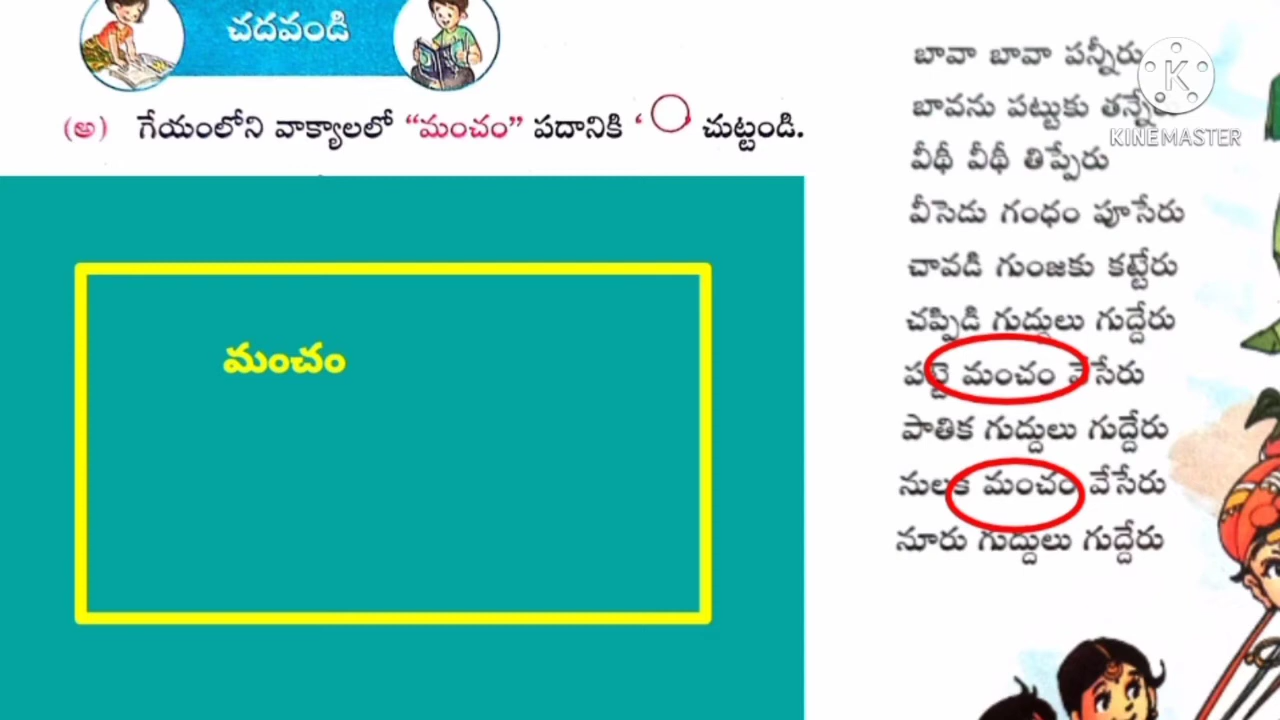 చదవండి
(అ) గేయంలోని వాక్యాలలో “మంచం” పదానికి ‘ చుట్టండి.
మంచం
బావా బావా పన్నీరు
బావను పట్టుకు తన్నేరు
వీథీ వీథీ తిప్పేరు
వీసెడు గంధం పూసేరు
చావడి గుంజకు కట్టేరు
చప్పిడి గుద్దులు గుద్దేరు
పట్టె మంచం వేసేరు
పాతిక గుద్దులు గుద్దేరు
నులక మంచం వేసేరు
నూరు గుద్దులు గుద్దేరు
K
KINEMASTER